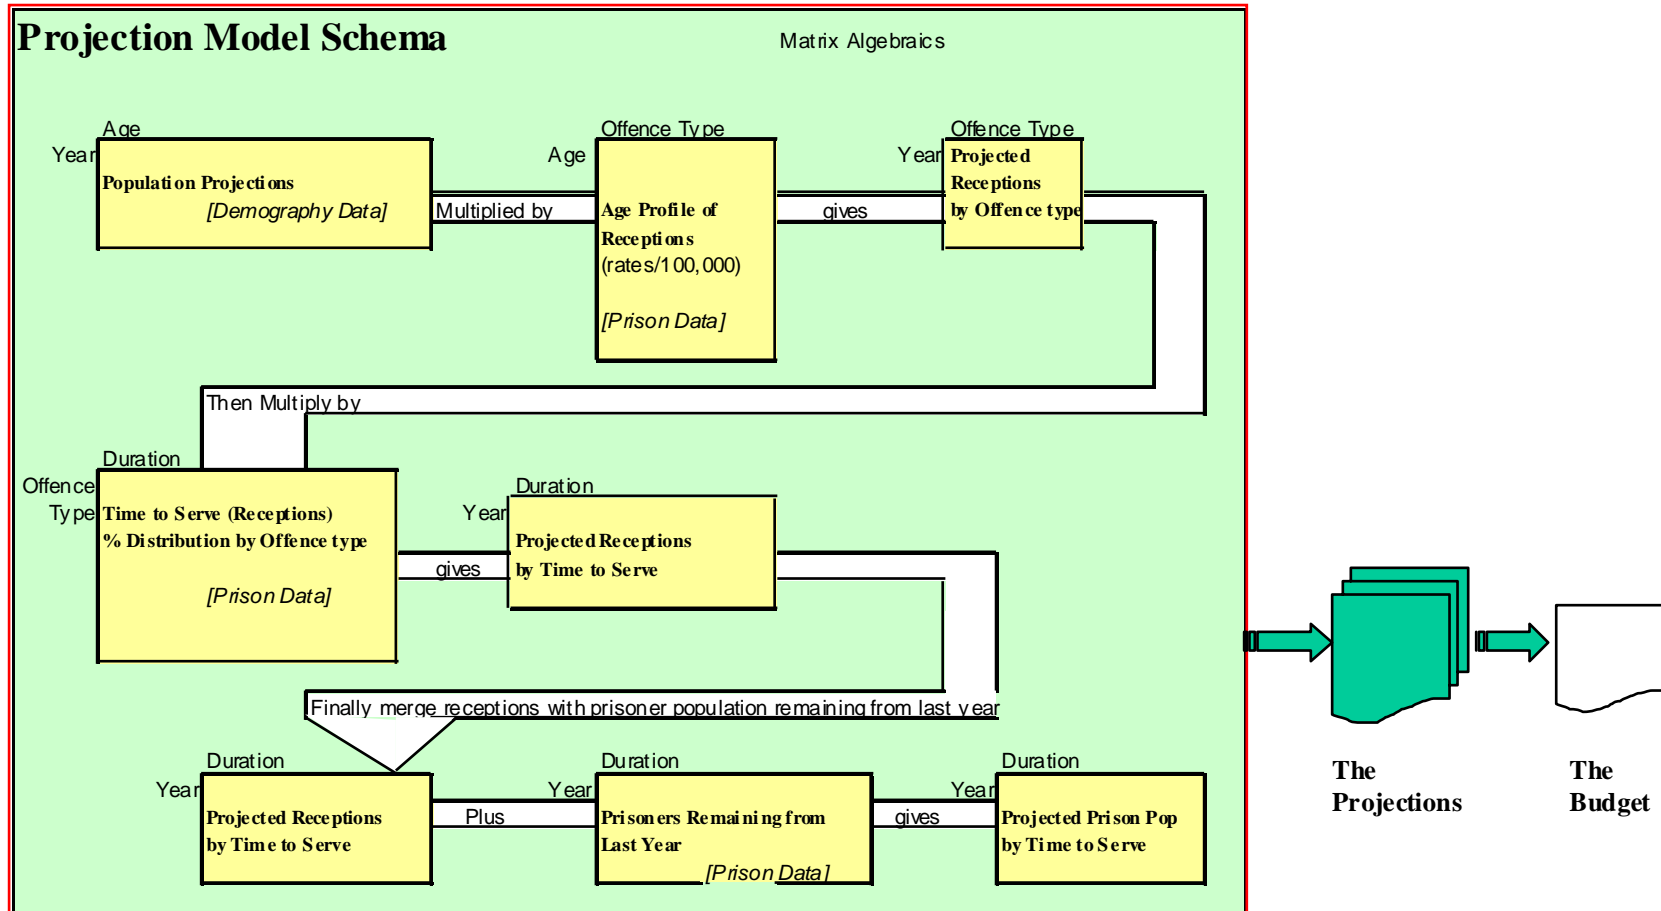 Projection Model Schema
Matrix Algebraics
Age
Year
Population Projections
[Demography Data]
Multiplied by
Offence Type
Age
Age Profile of
Receptions
(rates/100,000)
[Prison Data]
gives
Offence Type
Year
Projected
Receptions
by Offence type
Then Multiply by
Duration
Offence
Type
Time to Serve (Receptions)
% Distribution by Offence type
[Prison Data]
gives
Duration
Year
Projected Receptions
by Time to Serve
Finally merge receptions with prisoner population remaining from last year
Duration
Year
Projected Receptions
by Time to Serve
Plus
Duration
Year
Prisoners Remaining from
Last Year
[Prison Data]
gives
Duration
Year
Projected Prison Pop
by Time to Serve
The
Projections
The
Budget